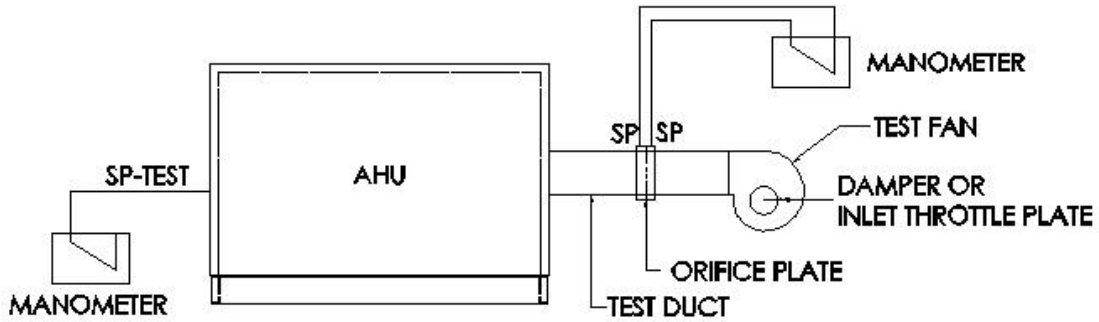 MANOMETER
SP SP
TEST FAN
SP-TEST
AHU
DAMPER OR
INLET THROTTLE PLATE
ORIFICE PLATE
MANOMETER
TEST DUCT